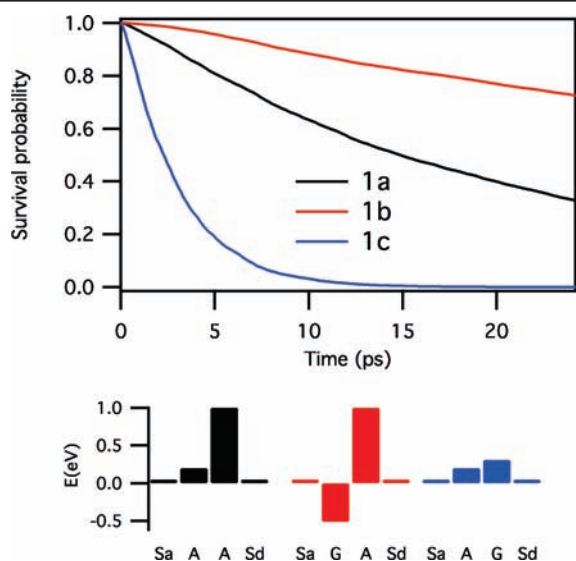 1.0
0.8
0.6
0.4
0.2
0.0
Survival probability
1a
1b
1c
0 5 10 15 20
Time (ps)
1.0
0.5
0.0
-0.5
E(eV)
Sa A A Sd Sa G A Sd Sa A G Sd